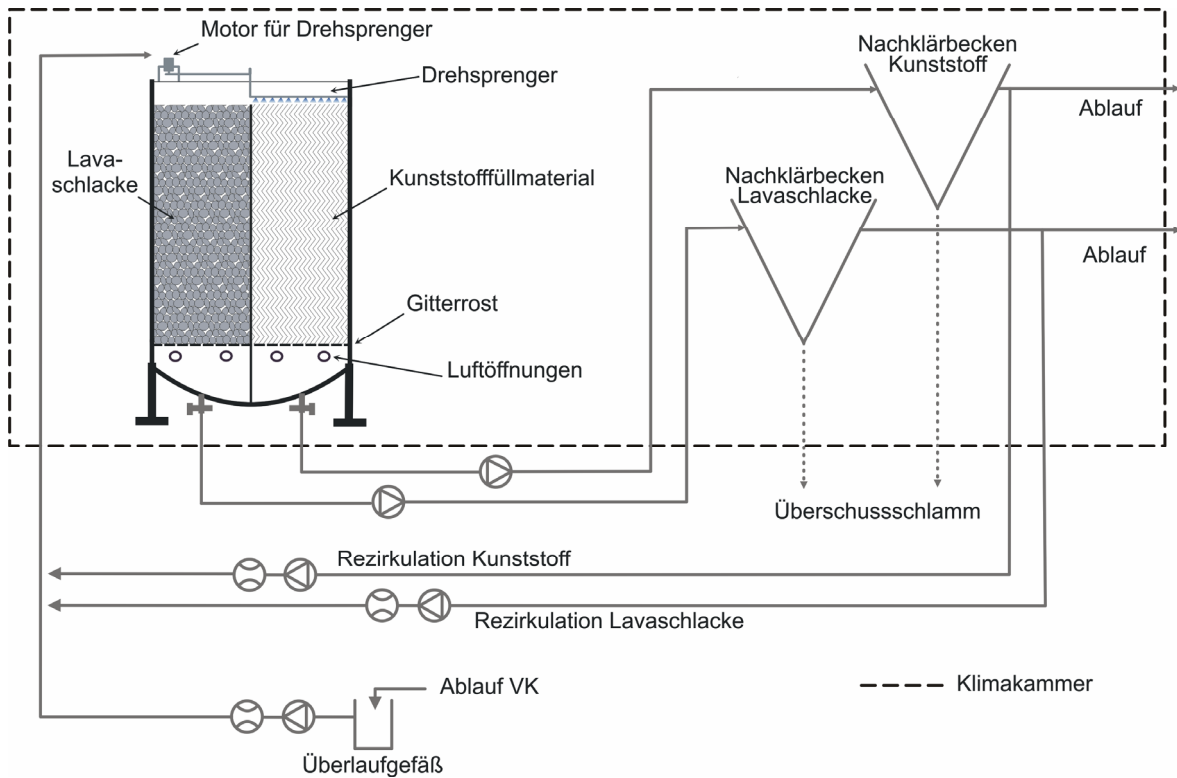 Motor für Drehsprenger
Drehsprenger
Lava-
schlacke
Kunststofffüllmaterial
Gitterrost
Luftöffnungen
Nachklärbecken
Kunststoff
Ablauf
Nachklärbecken
Lavaschlacke
Ablauf
Überschussschlamm
Rezirkulation Kunststoff
Rezirkulation Lavaschlacke
Ablauf VK
Klimakammer
Überlaufgefäß